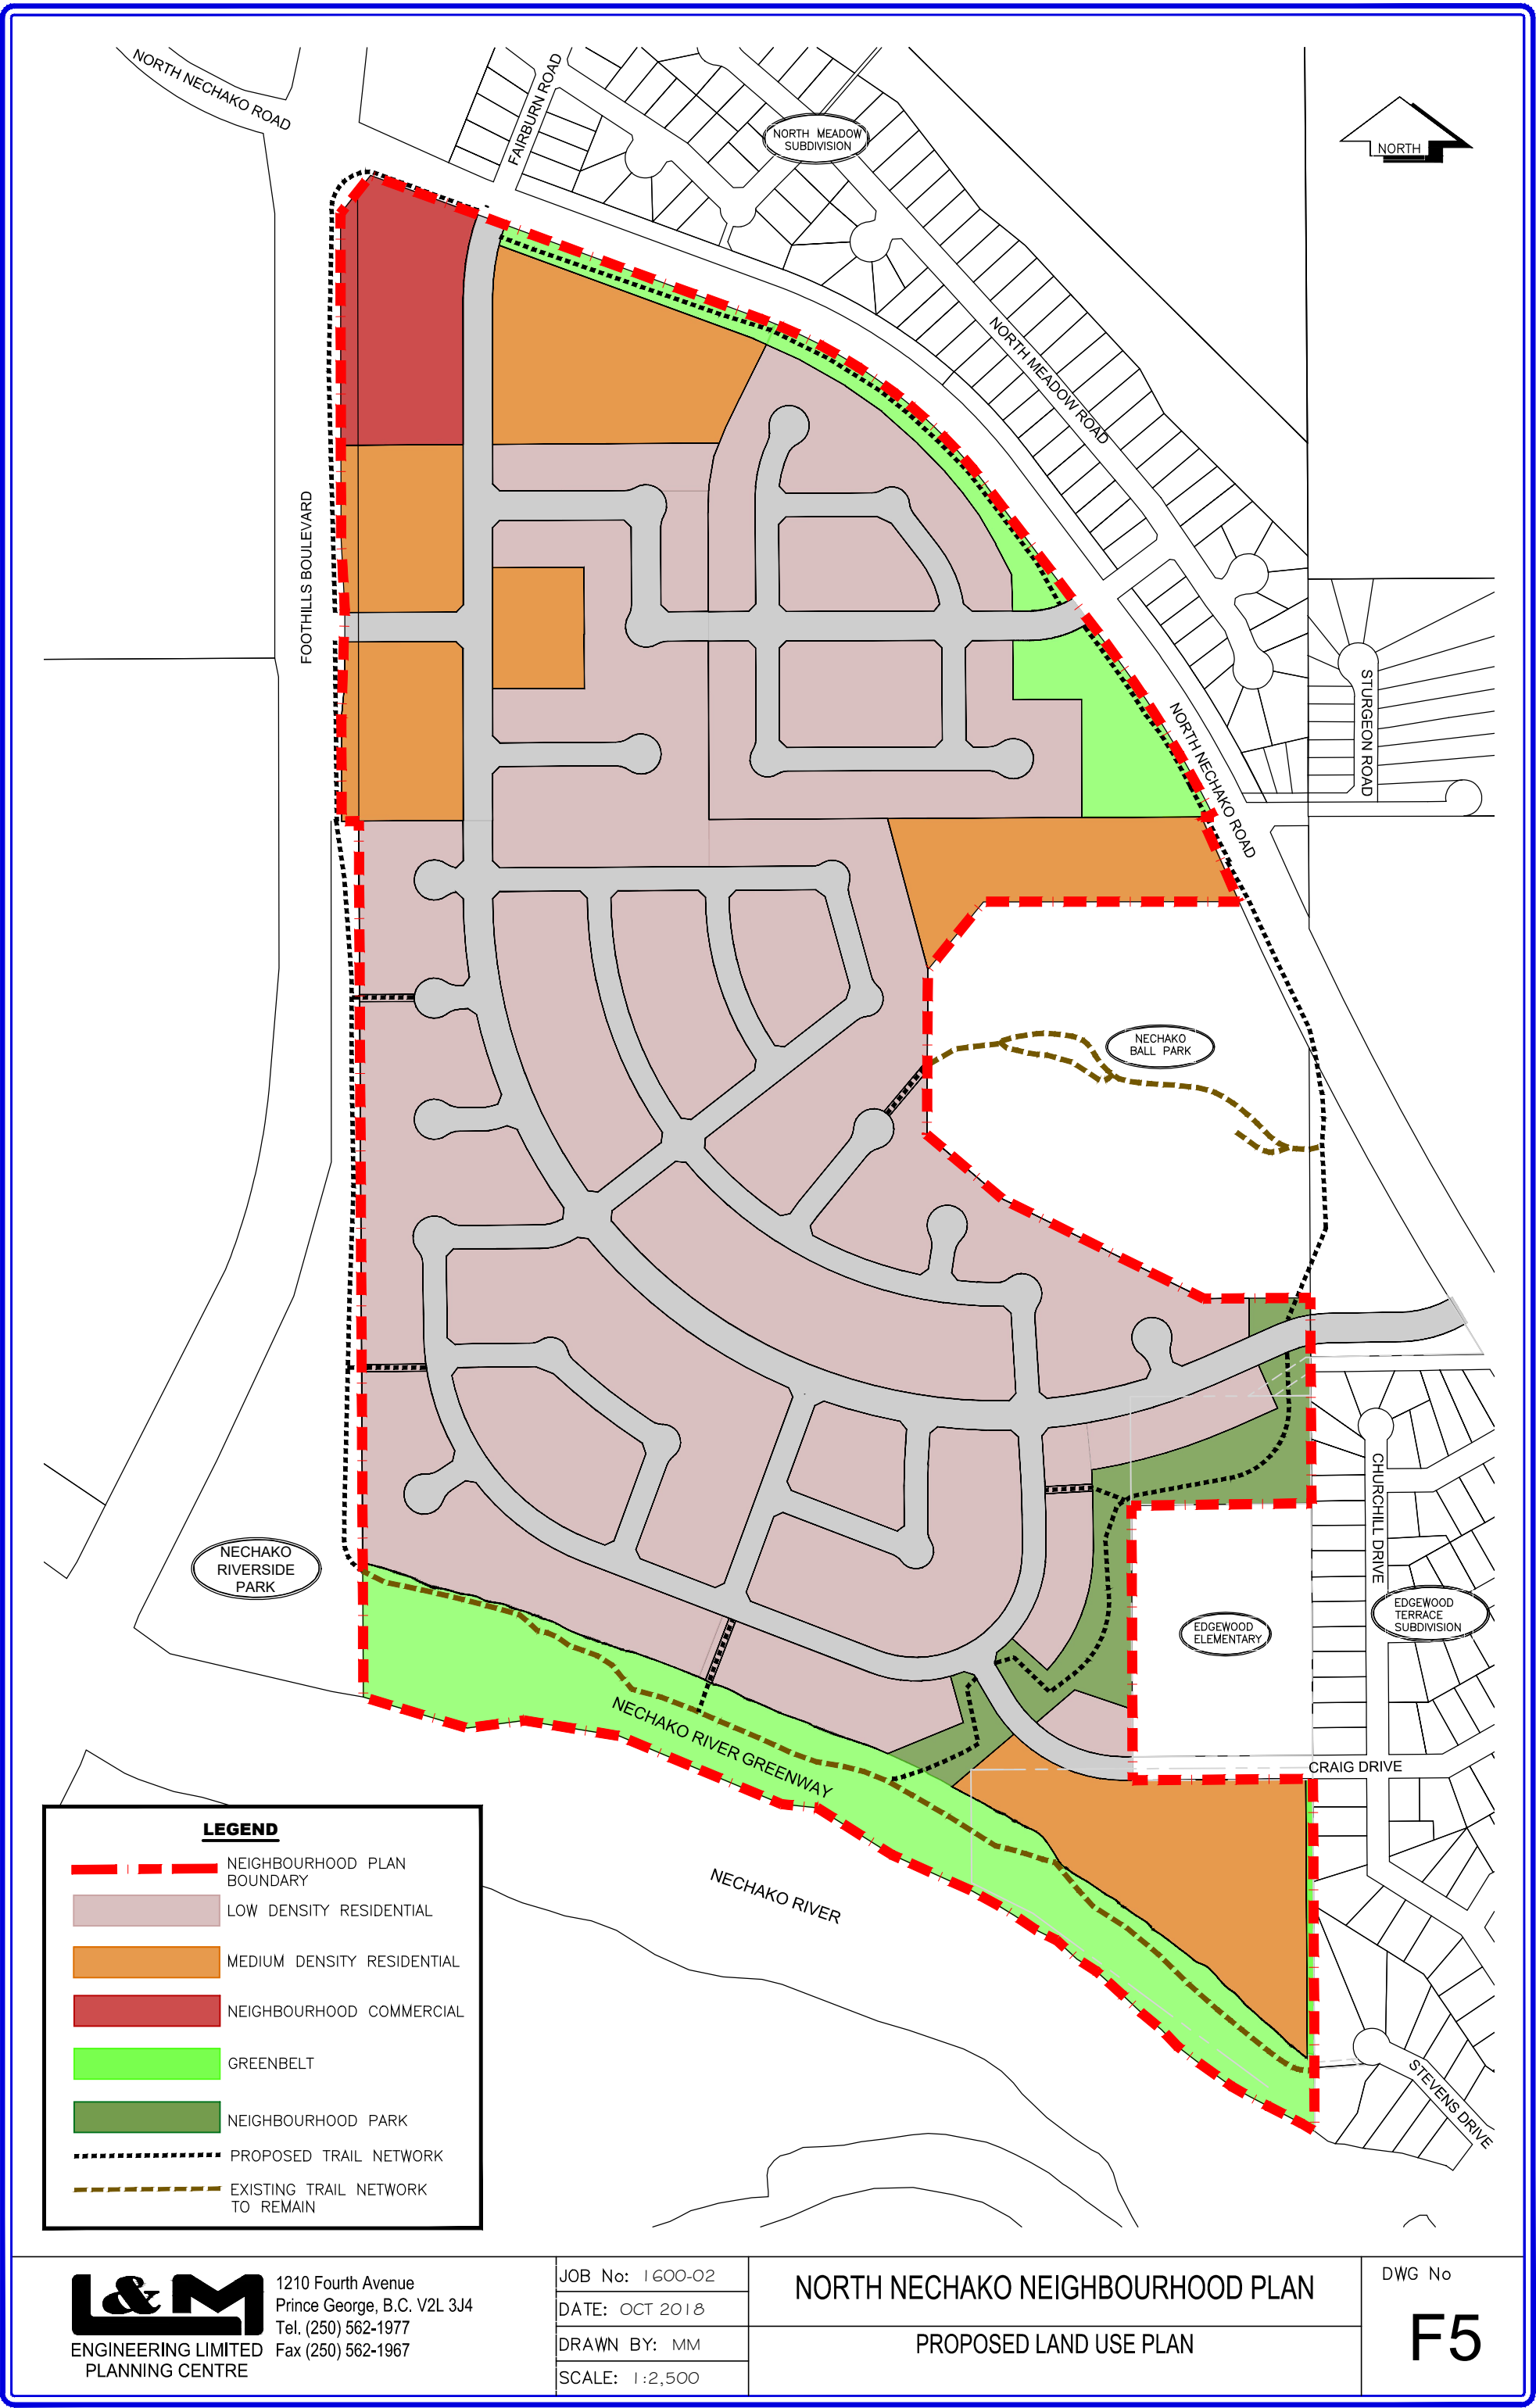 NORTH NECHAKO ROAD
FAIRBURN ROAD
NORTH MEADOW
SUBDIVISION
NORTH
NORTH MEADOW ROAD
FOOTHILLS BOULEVARD
STURGEON ROAD
NORTH NECHAKO ROAD
NECHAKO
BALL PARK
CHURCHILL DRIVE
NECHAKO
RIVERSIDE
PARK
EDGEWOOD
TERRACE
SUBDIVISION
EDGEWOOD
ELEMENTARY
NECHAKO RIVER GREENWAY
CRAIG DRIVE
NECHAKO RIVER
STEVENS DRIVE
LEGEND
NEIGHBOURHOOD PLAN
BOUNDARY
LOW DENSITY RESIDENTIAL
MEDIUM DENSITY RESIDENTIAL
NEIGHBOURHOOD COMMERCIAL
GREENBELT
NEIGHBOURHOOD PARK
PROPOSED TRAIL NETWORK
EXISTING TRAIL NETWORK
TO REMAIN
L&M
ENGINEERING LIMITED
PLANNING CENTRE
1210 Fourth Avenue
Prince George, B.C. V2L 3J4
Tel. (250) 562-1977
Fax (250) 562-1967
JOB No: 1600-02
DATE: OCT 2018
DRAWN BY: MM
SCALE: 1:2,500
NORTH NECHAKO NEIGHBOURHOOD PLAN
PROPOSED LAND USE PLAN
DWG No
F5